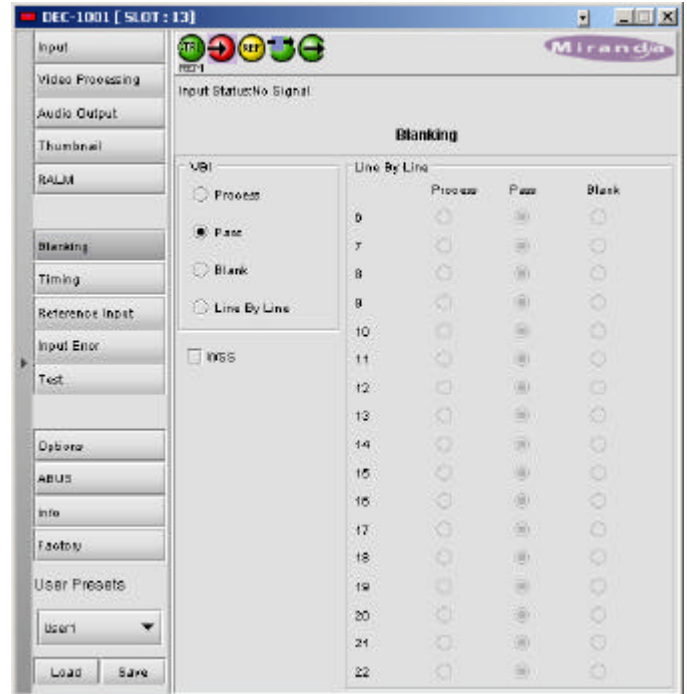 DEC-1001 [ SLOT : 13]
Input
Video Processing
Audio Output
Thumbnail
RALM
Blanking
Timing
Reference Input
Input Error
Test
Options
ABUS
Info
Factory
User Presets
User1
Load Save
REF
REM
Miranda
Input Status:No Signal
Blanking
VBI
Process
Pass
Blank
Line By Line
WSS
Line By Line
Process Pass Blank
6
7
8
9
10
11
12
13
14
15
16
17
18
19
20
21
22